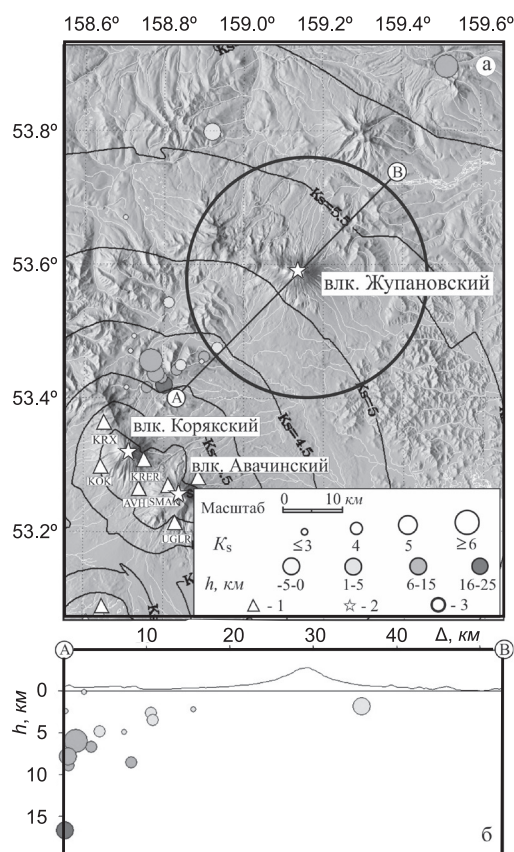 158.6º 158.8º 159.0º 159.2º 159.4º 159.6º
а
53.8º
B
Ks=5.5
53.6º
влк. Жупановский
Ks=5
53.4º
A
Ks=4.5
влк. Корякский
KRX
влк. Авачинский
KOK
KRER
AVH
SMAK
UGLR
53.2º
Масштаб 0 10 км
Ks ≤3 4 5 ≥6
h, км -5-0 1-5 6-15 16-25
- 1 - 2 - 3
A 10 20 30 40 Δ, км B
h, км
0
5
10
15
б